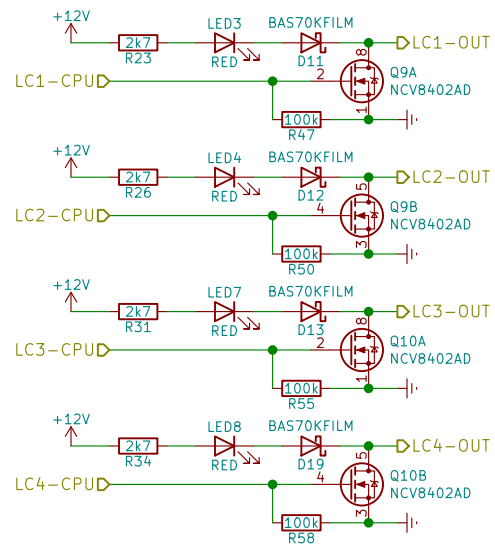 +12V LED3 BAS70KFILM
2k7 LC1-OUT
R23 RED D11 8
LC1-CPU 2 Q9A
NCV8402AD
100k 1
R47
+12V LED4 BAS70KFILM
2k7 LC2-OUT
R26 RED D12 5
LC2-CPU 4 Q9B
NCV8402AD
100k 3
R50
+12V LED7 BAS70KFILM
2k7 LC3-OUT
R31 RED D13 8
LC3-CPU 2 Q10A
NCV8402AD
100k 1
R55
+12V LED8 BAS70KFILM
2k7 LC4-OUT
R34 RED D19 5
LC4-CPU 4 Q10B
NCV8402AD
100k 3
R58